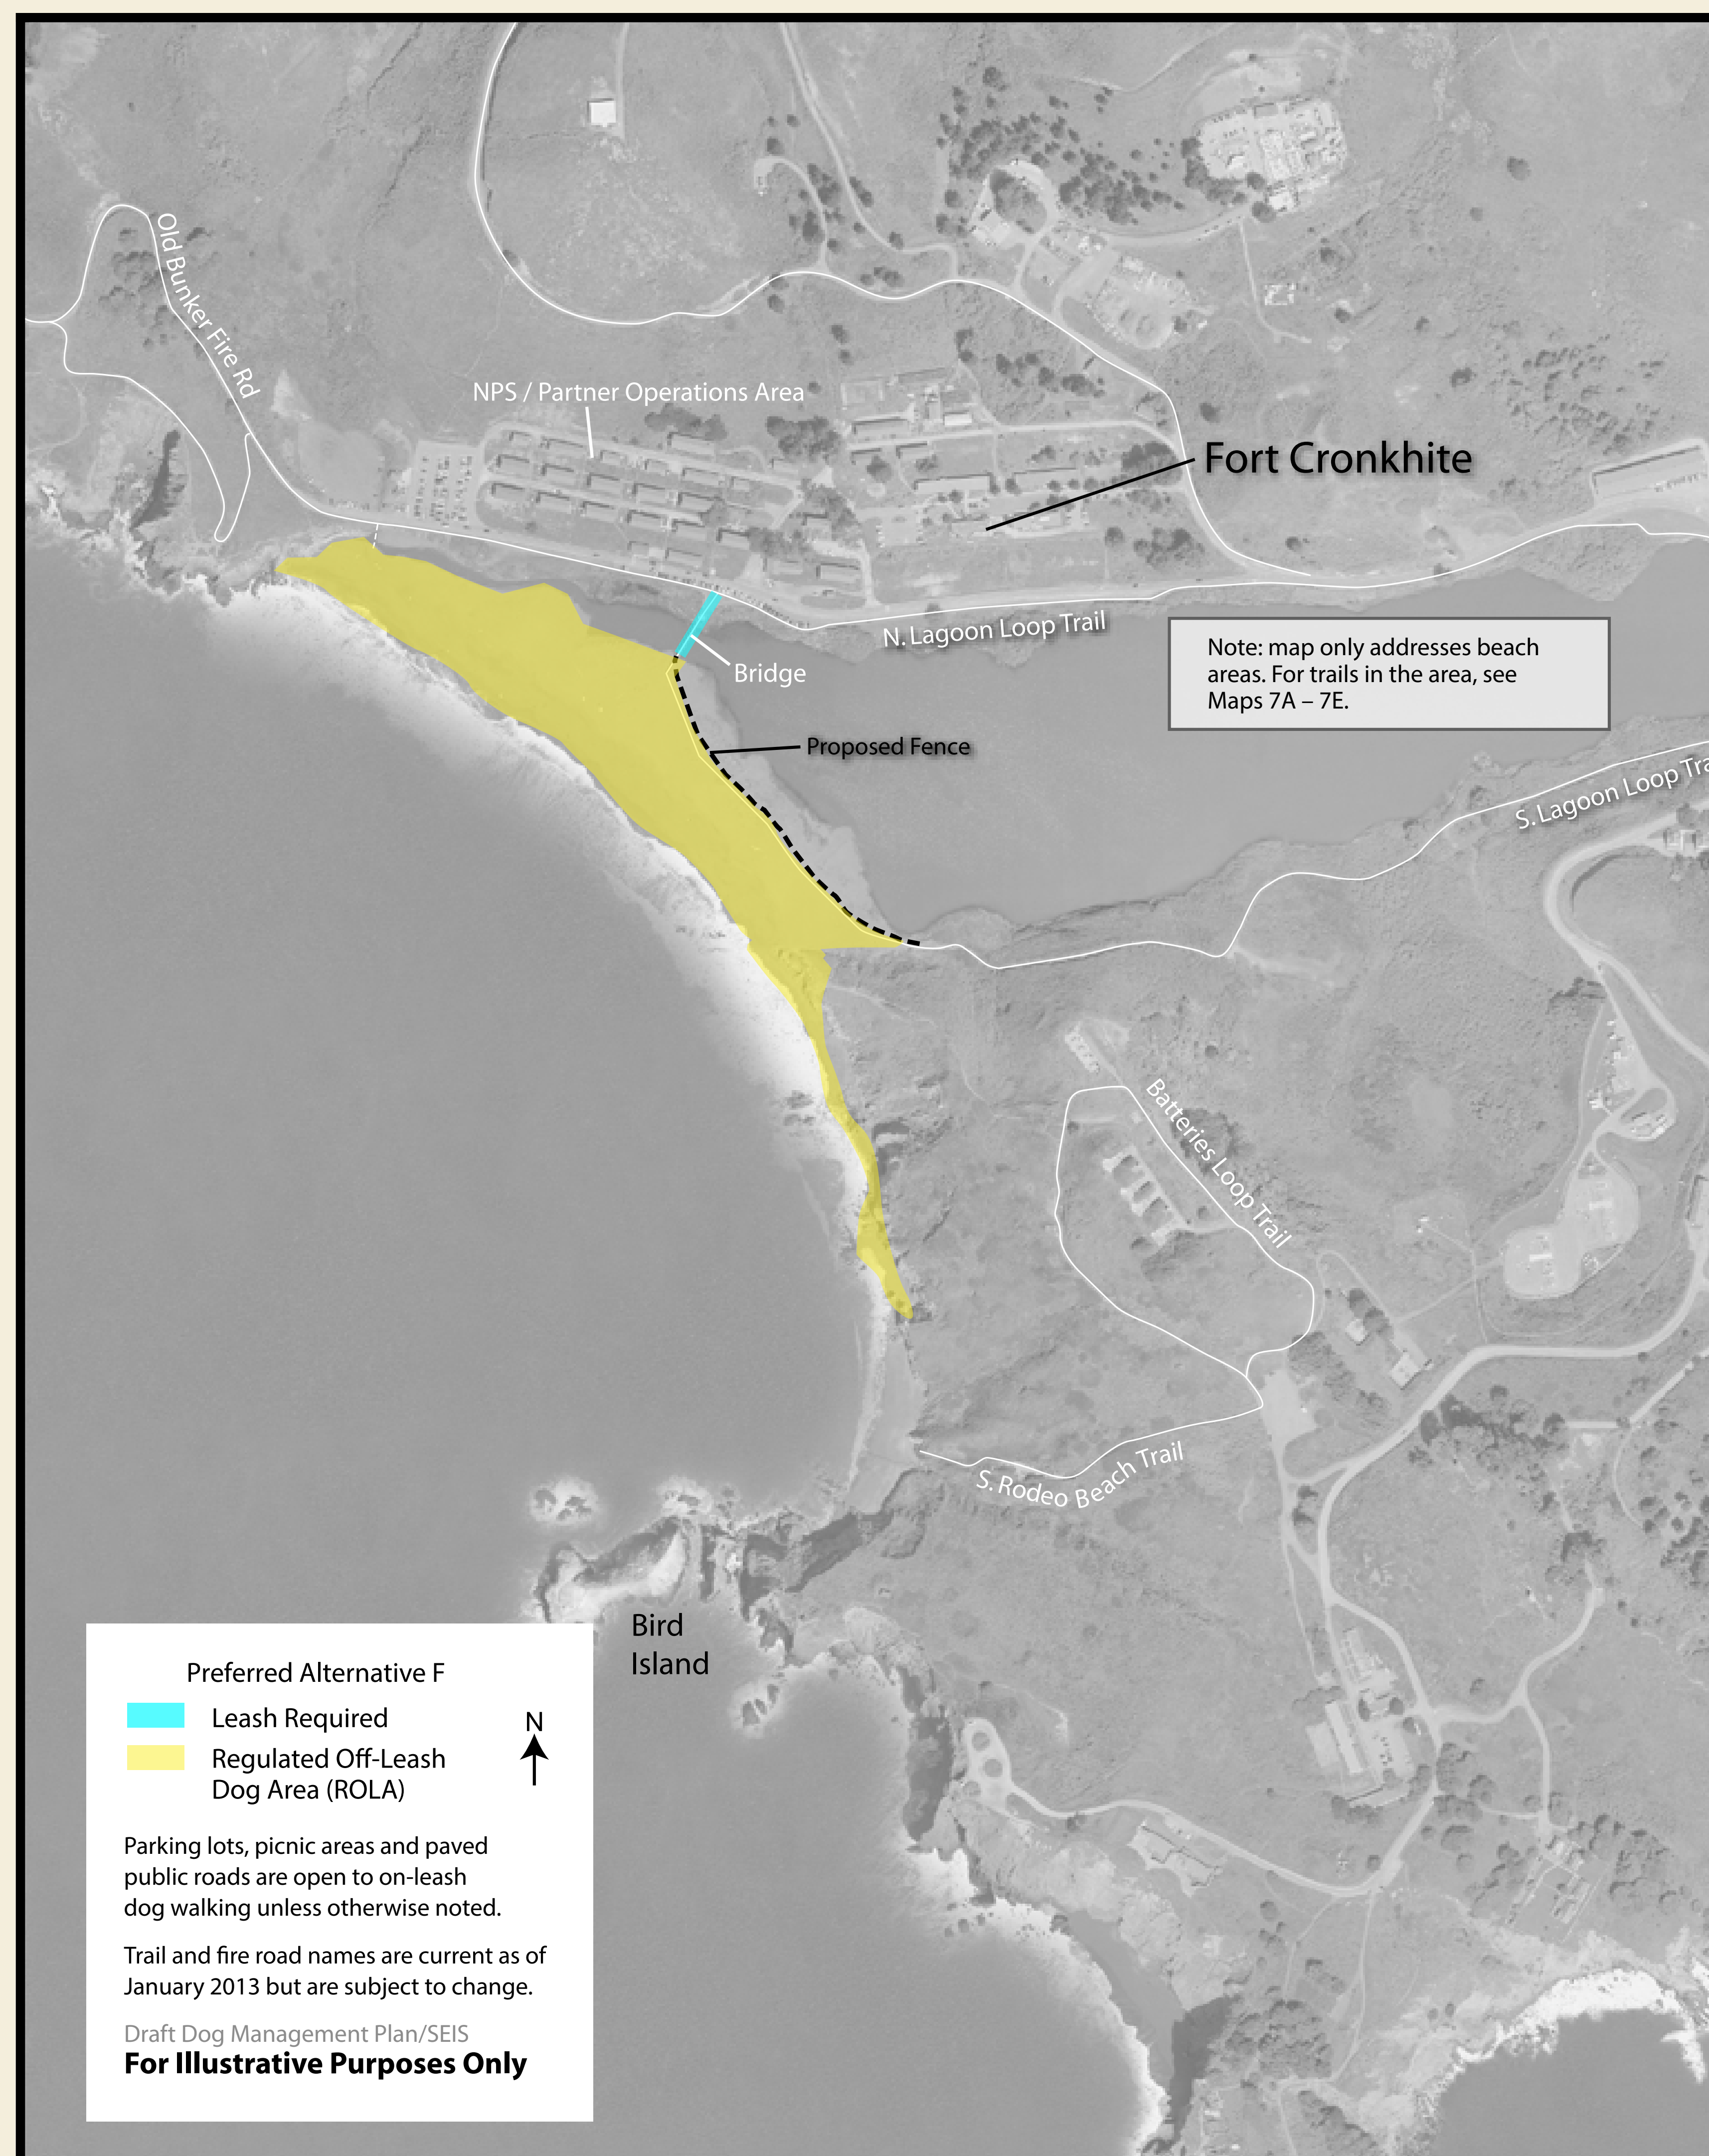 Old Bunker Fire Rd
NPS / Partner Operations Area
Fort Cronkhite
N. Lagoon Loop Trail
Bridge
Note: map only addresses beach
areas. For trails in the area, see
Maps 7A – 7E.
Proposed Fence
S. Lagoon Loop
Batteries Loop Trail
S. Rodeo Beach Trail
Bird
Island
Preferred Alternative F
Leash Required
N
Regulated Off-Leash
Dog Area (ROLA)
Parking lots, picnic areas and paved
public roads are open to on-leash
dog walking unless otherwise noted.
Trail and fire road names are current as of
January 2013 but are subject to change.
Draft Dog Management Plan/SEIS
For Illustrative Purposes Only